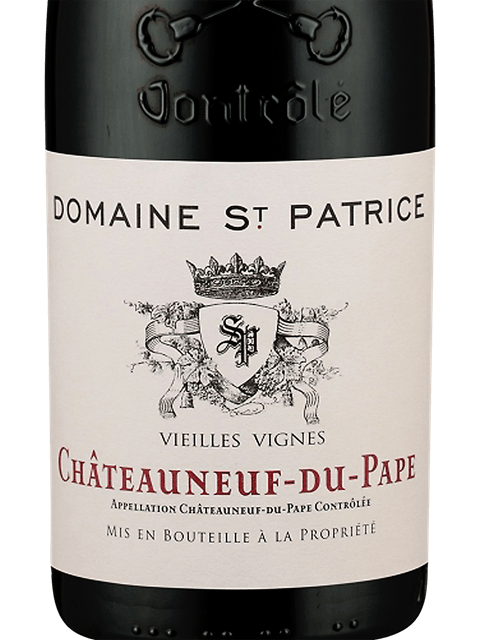 Contrôlé
DOMAINE ST. PATRICE
SP
VIEILLES VIGNES
CHÂTEAUNEUF-DU-PAPE
APPELLATION CHÂTEAUNEUF-DU-PAPE CONTRÔLÉE
MIS EN BOUTEILLE À LA PROPRIÉTÉ